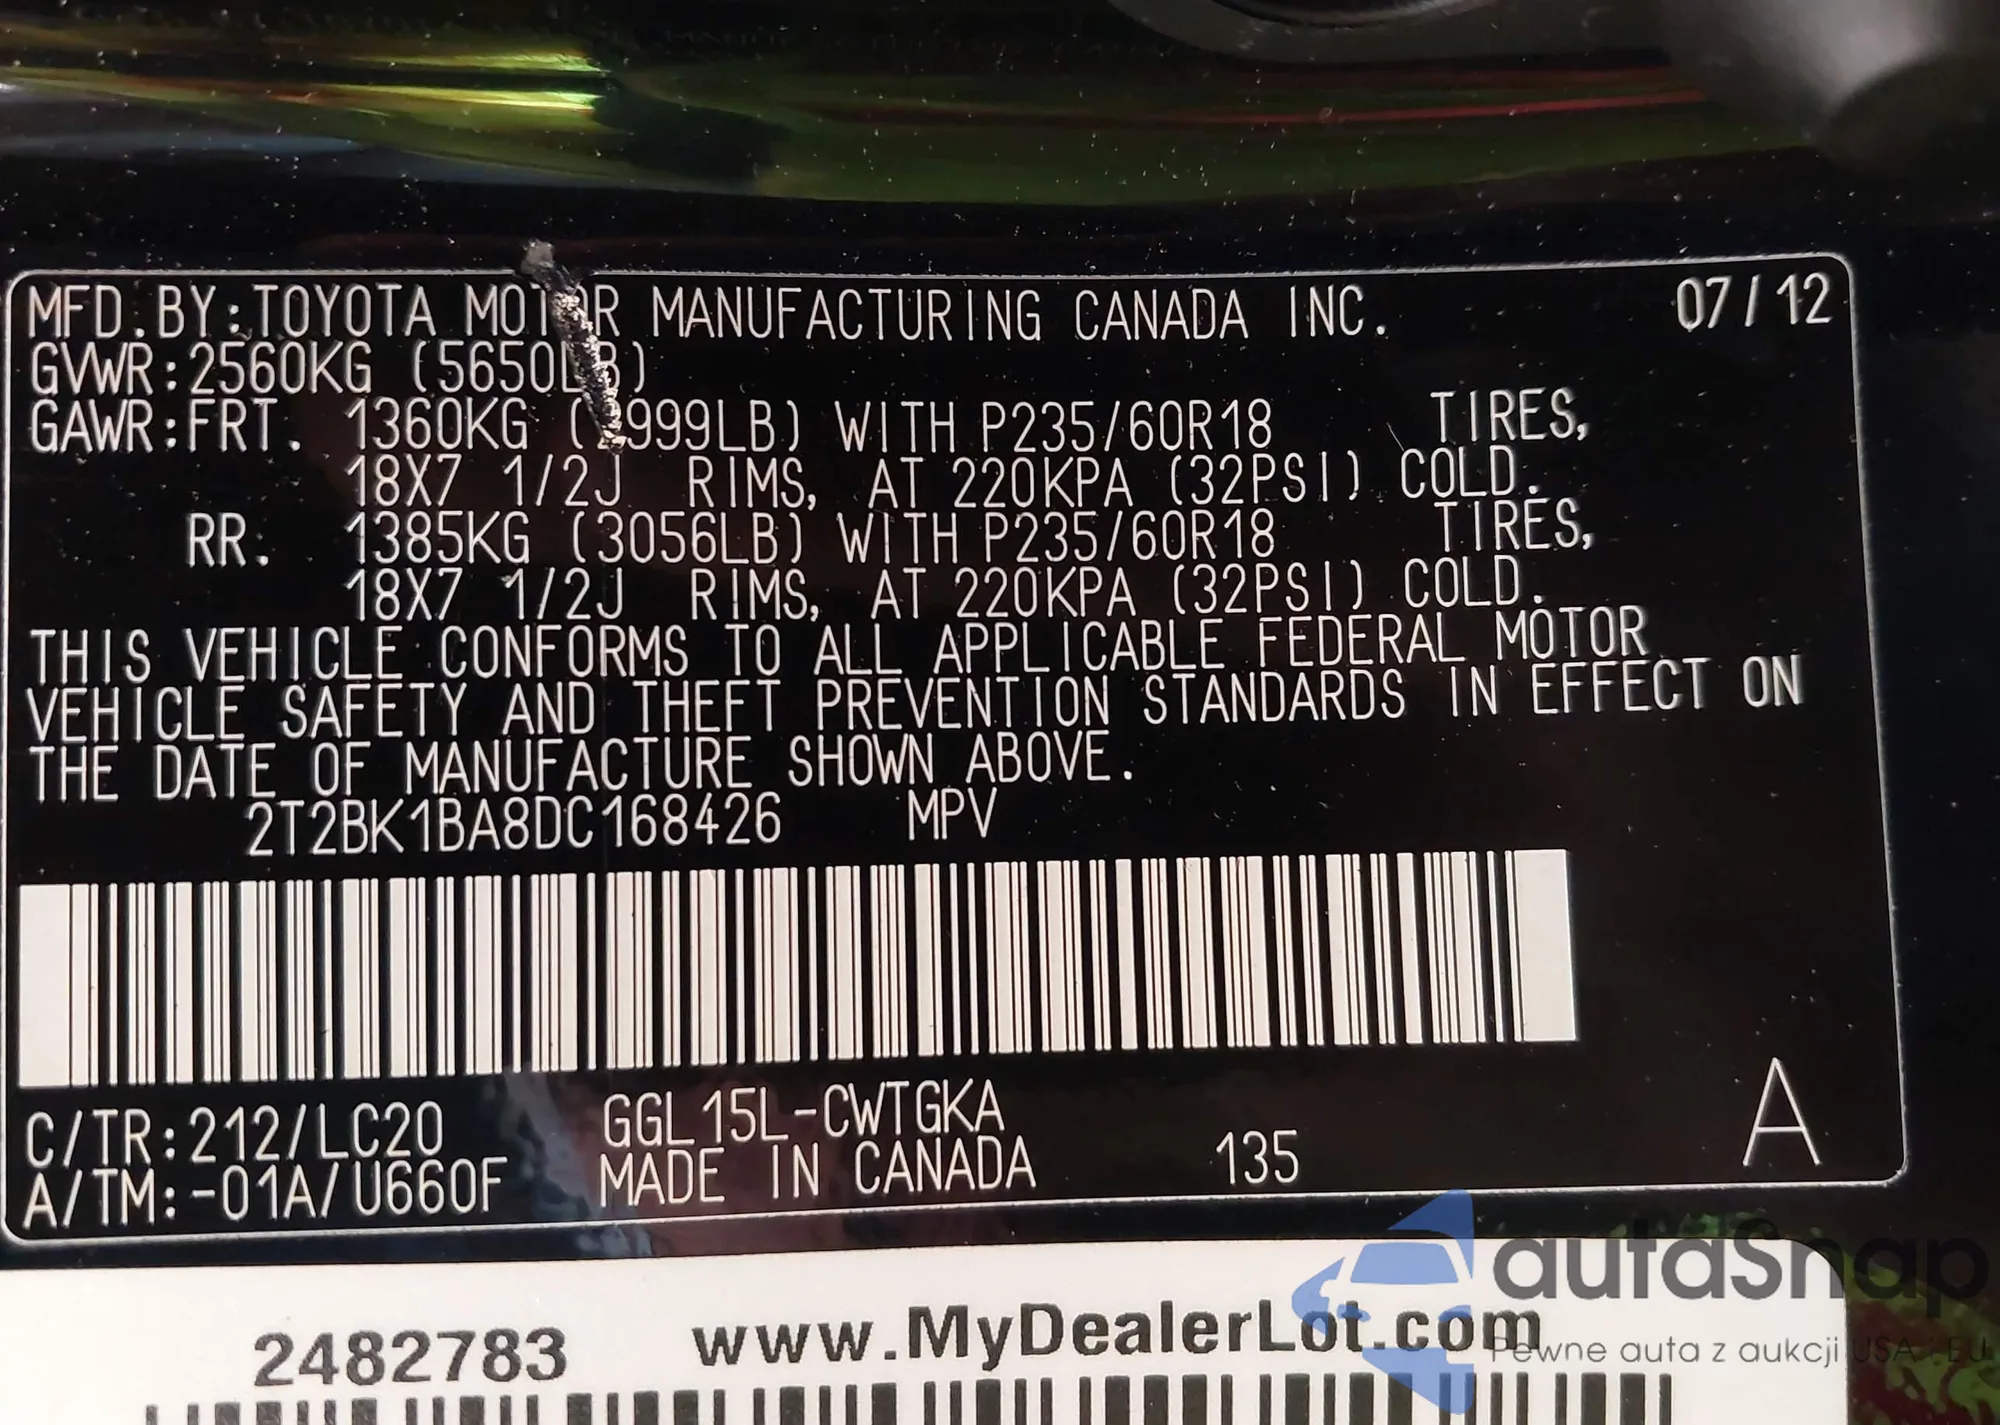 MFD. BY: TOYOTA MOTOR MANUFACTURING CANADA INC. 07/12
GVWR: 2560KG (5650LB)
GAWR: FRT. 1360KG (2999LB) WITH P235/60R18 TIRES,
18X7 1/2J RIMS, AT 220KPA (32PSI) COLD.
RR. 1385KG (3056LB) WITH P235/60R18 TIRES,
18X7 1/2J RIMS, AT 220KPA (32PSI) COLD.
THIS VEHICLE CONFORMS TO ALL APPLICABLE FEDERAL MOTOR
VEHICLE SAFETY AND THEFT PREVENTION STANDARDS IN EFFECT ON
THE DATE OF MANUFACTURE SHOWN ABOVE.
2T2BK1BA8DC168426 MPV
C/TR: 212/LC20 GGL15L-CWTGKA
A/TM: -01A/U660F MADE IN CANADA 135 A
2482783 www.MyDealerLot.com
autaSnap
Pewne auta z aukcji USA i EU